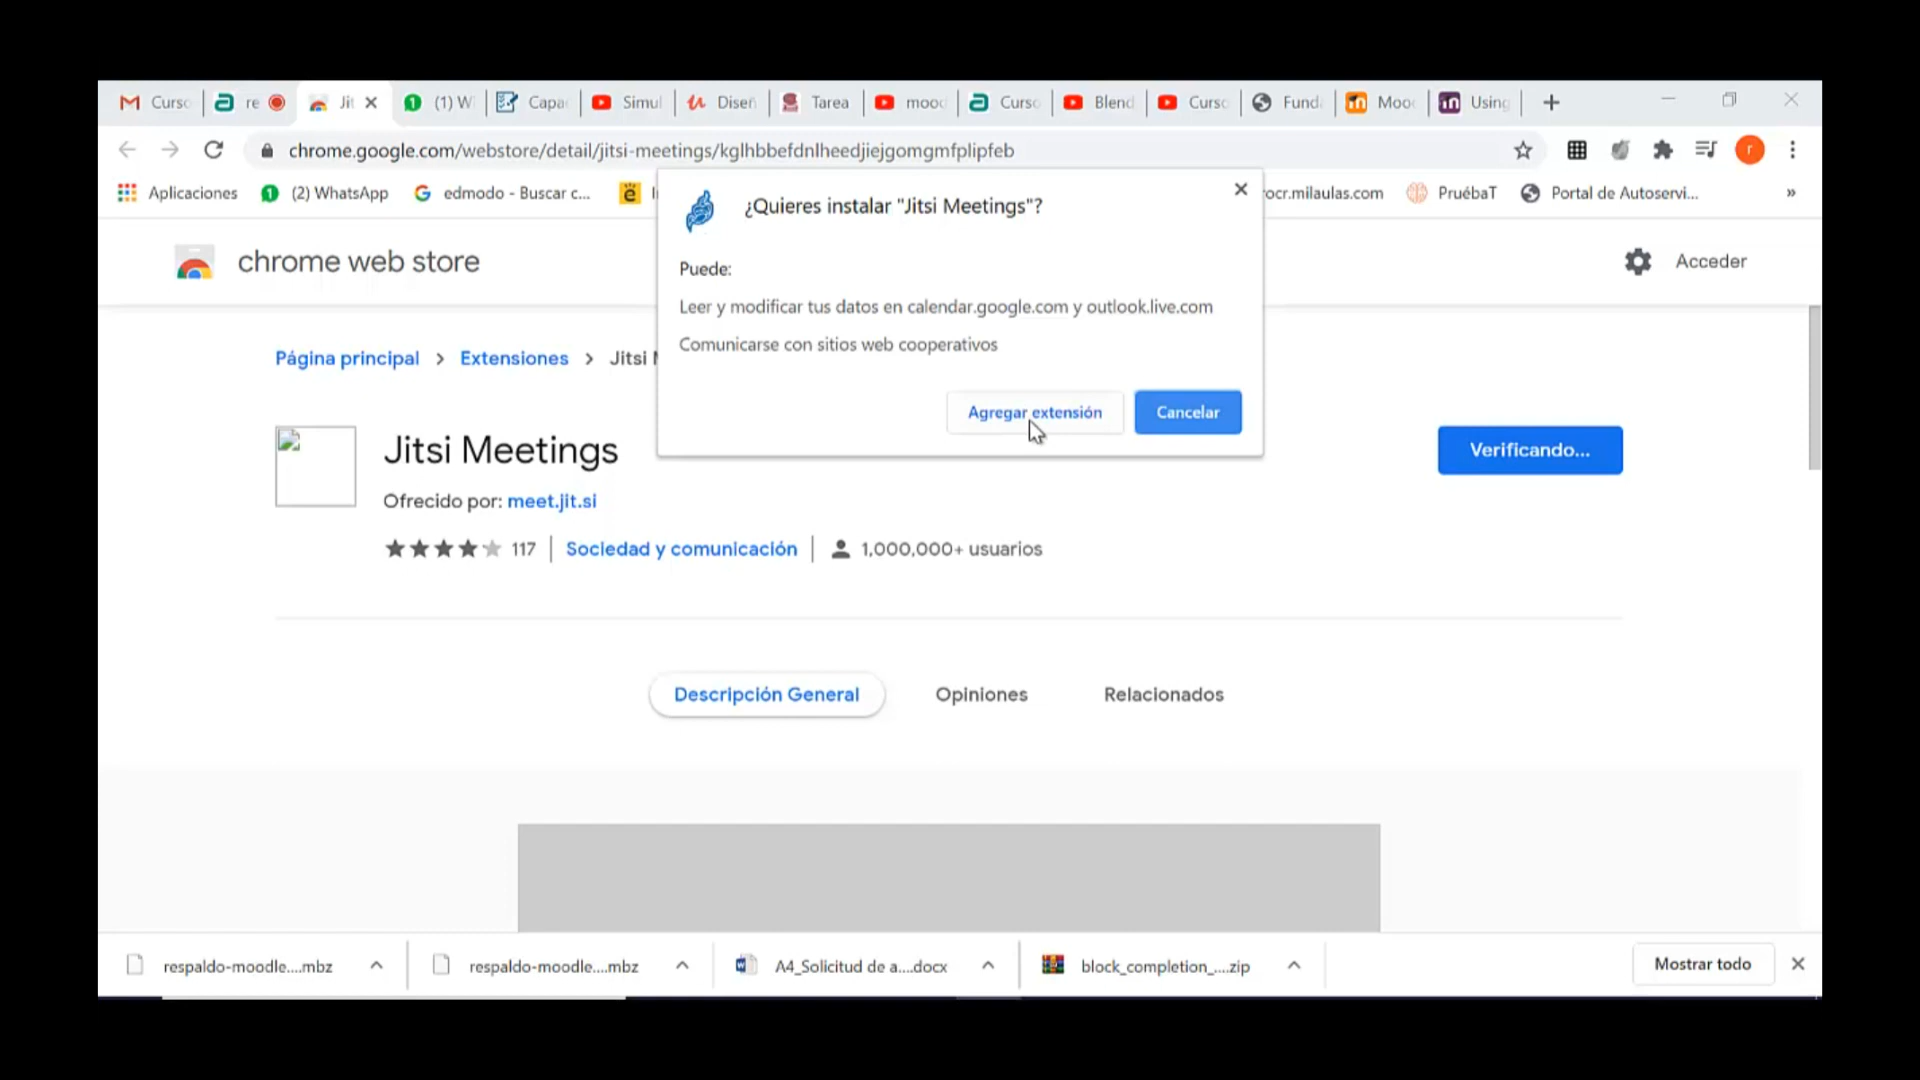 Curso
re
Jit
(1) W
Capa
Simul
Diseñ
Tarea
mood
Curso
Blend
Curso
Fund
Mood
Using
chrome.google.com/webstore/detail/jitsi-meetings/kglhbbefdnlheedjiejgomgmfplipfeb
Aplicaciones
(2) WhatsApp
edmodo - Buscar c...
ocr.milaulas.com
PruébaT
Portal de Autoservi...
»
¿Quieres instalar "Jitsi Meetings"?
Puede:
Leer y modificar tus datos en calendar.google.com y outlook.live.com
Comunicarse con sitios web cooperativos
Agregar extensión
Cancelar
chrome web store
Acceder
Página principal > Extensiones > Jitsi
Jitsi Meetings
Verificando...
Ofrecido por: meet.jit.si
117
Sociedad y comunicación
1,000,000+ usuarios
Descripción General
Opiniones
Relacionados
respaldo-moodle....mbz
respaldo-moodle....mbz
A4_Solicitud de a....docx
block_completion_....zip
Mostrar todo